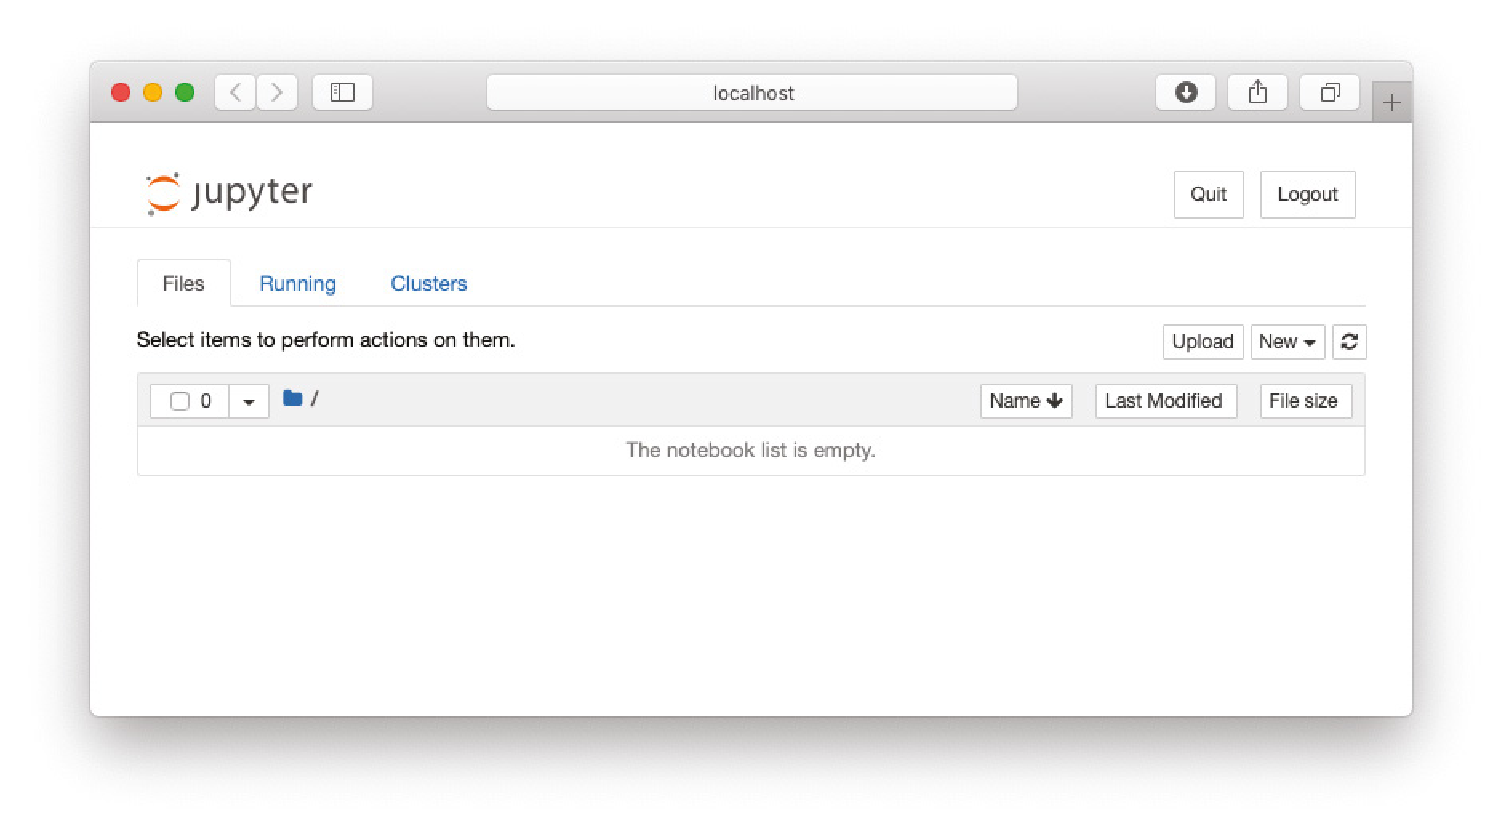 localhost
jupyter
Quit
Logout
Files
Running
Clusters
Select items to perform actions on them.
Upload
New
0
/
Name
Last Modified
File size
The notebook list is empty.